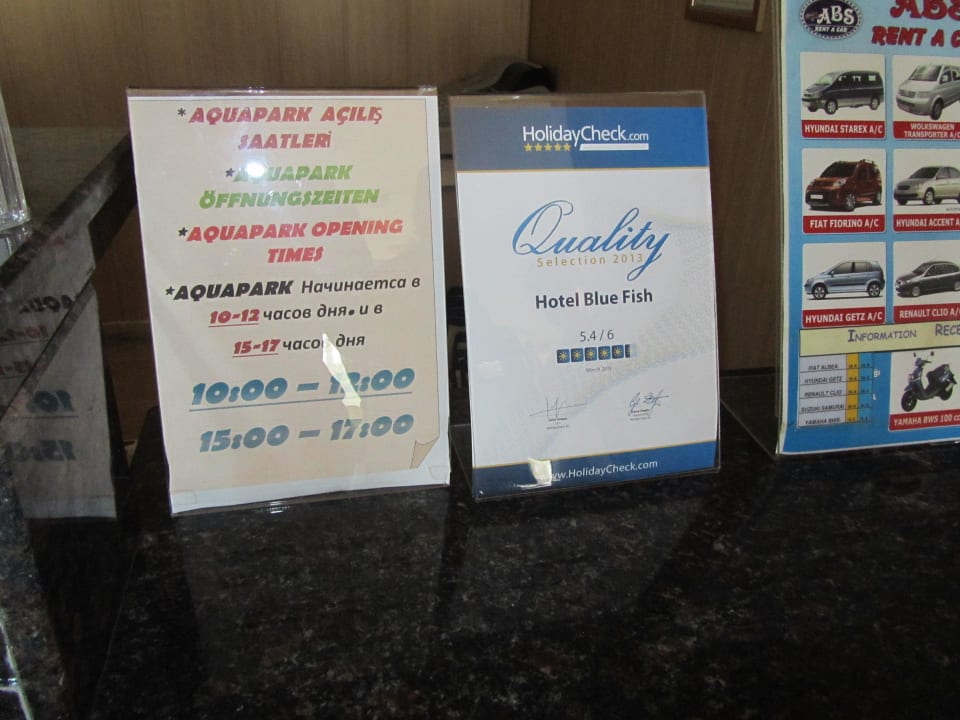 *AQUAPARK AÇILIŞ
SAATLERİ
*AQUAPARK
ÖFFNUNGSZEITEN
*AQUAPARK OPENING
TIMES
*AQUAPARK Начинается в
10-12 часов дня. и в
15-17 часов дня
10:00 – 12:00
15:00 – 17:00
HolidayCheck.com
Quality
Selection 2013
Hotel Blue Fish
5.4 / 6
www.HolidayCheck.com
ABS
RENT A CAR
ABS
RENT A C
HYUNDAI STAREX A/C
WOLKSWAGEN
TRANSPORTER A/
FIAT FIORINO A/C
HYUNDAI ACCENT A
HYUNDAI GETZ A/C
RENAULT CLIO A/
INFORMATION RECE
FIAT ALBEA
HYUNDAI GETZ
RENAULT CLIO
SUZUKI SAMURAI
YAMAHA BWS
YAMAHA BWS 100 cc